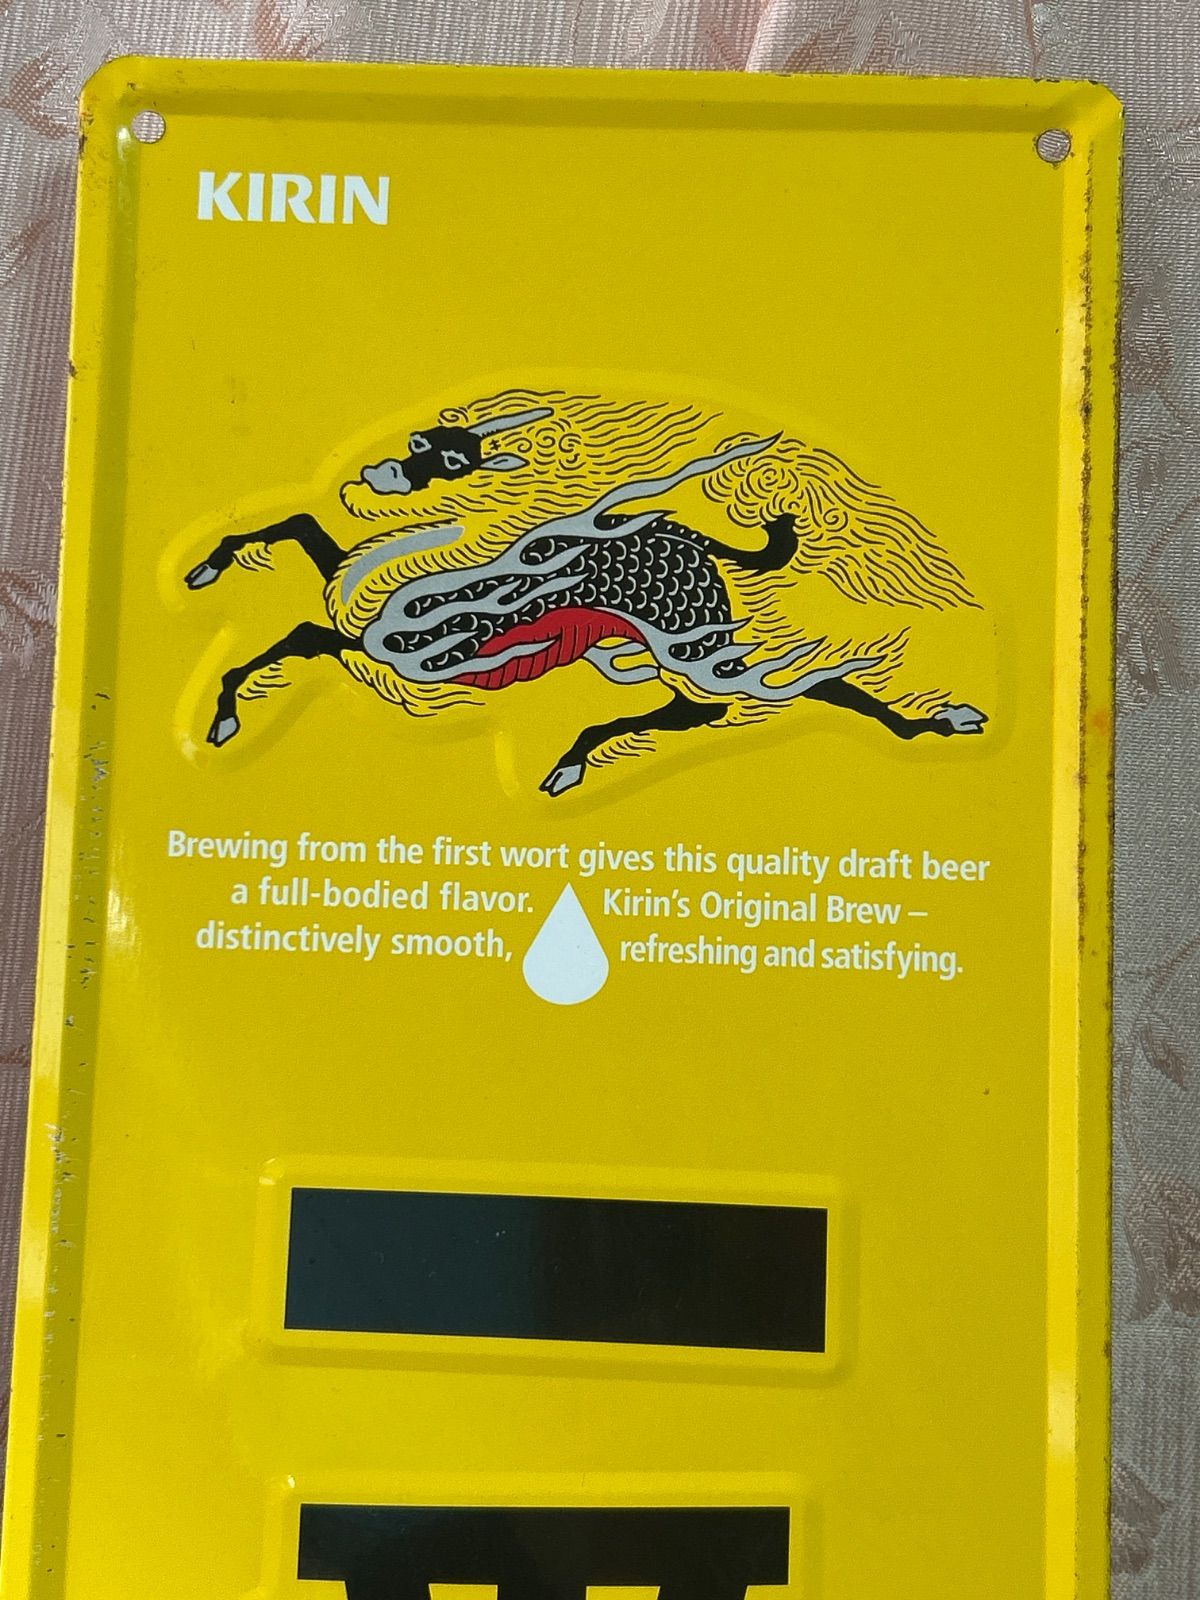 KIRIN
Brewing from the first wort gives this quality draft beer
a full-bodied flavor. Kirin's Original Brew –
distinctively smooth, refreshing and satisfying.
一